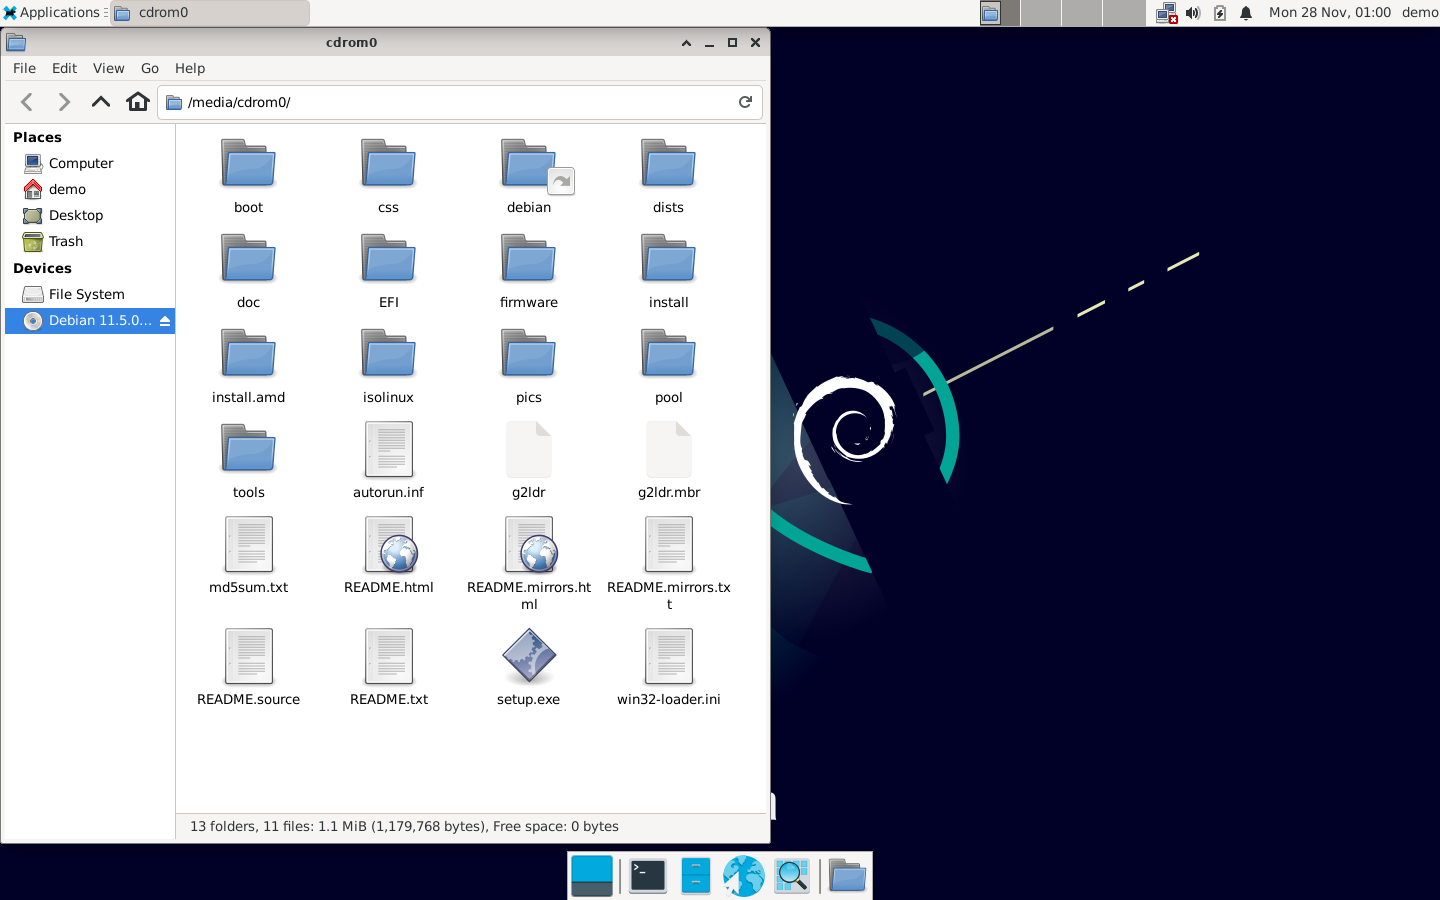 Applications
cdrom0
Mon 28 Nov, 01:00
demo
cdrom0
File Edit View Go Help
/media/cdrom0/
Places
Computer
demo
Desktop
Trash
Devices
File System
Debian 11.5.0...
boot
css
debian
dists
doc
EFI
firmware
install
install.amd
isolinux
pics
pool
tools
autorun.inf
g2ldr
g2ldr.mbr
md5sum.txt
README.html
README.mirrors.ht
ml
README.mirrors.tx
t
README.source
README.txt
setup.exe
win32-loader.ini
13 folders, 11 files: 1.1 MiB (1,179,768 bytes), Free space: 0 bytes